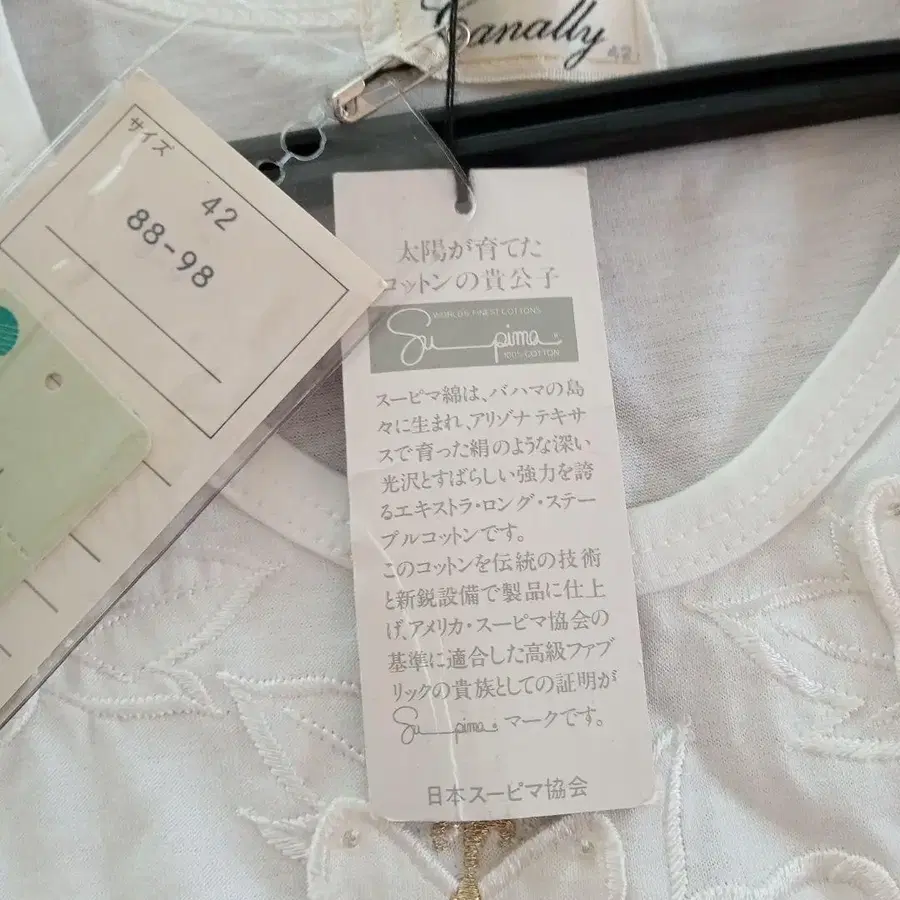 Canally
42
サイズ
42
88-98
太陽が育てた
コットンの貴公子
WORLD'S FINEST COTTONS
Supima®
100% COTTON
スーピマ綿は、バハマの島
々に生まれ、アリゾナテキサ
スで育った絹のような深い
光沢とすばらしい強力を誇
るエキストラ・ロング・ステー
プルコットンです。
このコットンを伝統の技術
と新鋭設備で製品に仕上
げ、アメリカ・スーピマ協会の
基準に適合した高級ファブ
リックの貴族としての証明が
Supima® マークです。
日本スーピマ協会